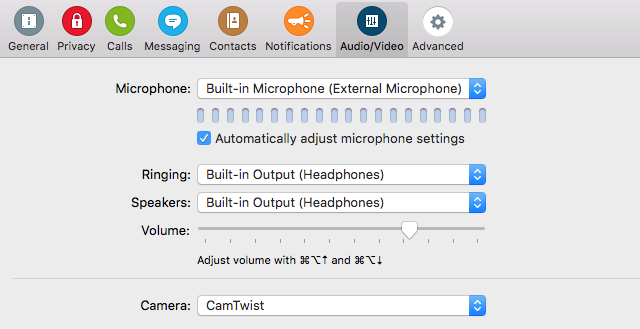 General Privacy Calls Messaging Contacts Notifications Audio/Video Advanced
Microphone: Built-in Microphone (External Microphone)
Automatically adjust microphone settings
Ringing: Built-in Output (Headphones)
Speakers: Built-in Output (Headphones)
Volume:
Adjust volume with ⌘⌥↑ and ⌘⌥↓
Camera: CamTwist